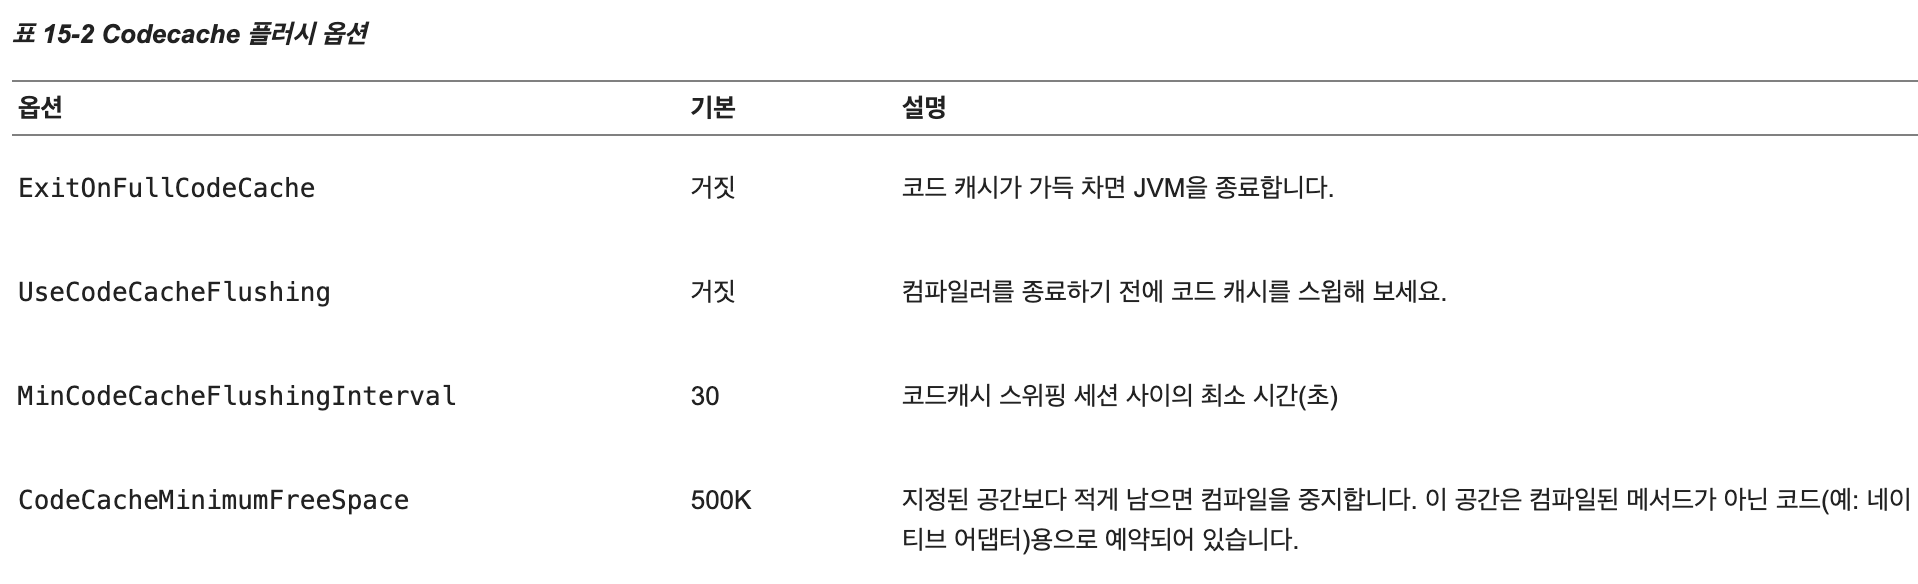 표 15-2 Codecache 플러시 옵션
옵션 기본 설명
ExitOnFullCodeCache 거짓 코드 캐시가 가득 차면 JVM을 종료합니다.
UseCodeCacheFlushing 거짓 컴파일러를 종료하기 전에 코드 캐시를 스윕해 보세요.
MinCodeCacheFlushingInterval 30 코드캐시 스위핑 세션 사이의 최소 시간(초)
CodeCacheMinimumFreeSpace 500K 지정된 공간보다 적게 남으면 컴파일을 중지합니다. 이 공간은 컴파일된 메서드가 아닌 코드(예: 네이
티브 어댑터)용으로 예약되어 있습니다.